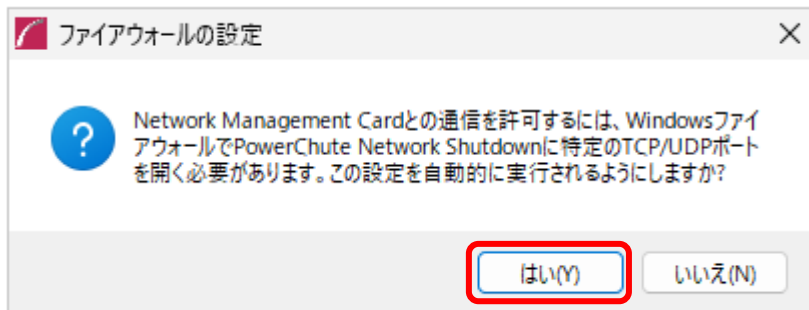 ファイアウォールの設定
Network Management Cardとの通信を許可するには、Windowsファイ
アウォールでPowerChute Network Shutdownに特定のTCP/UDPポート
を開く必要があります。この設定を自動的に実行されるようにしますか?
はい(Y)
いいえ(N)